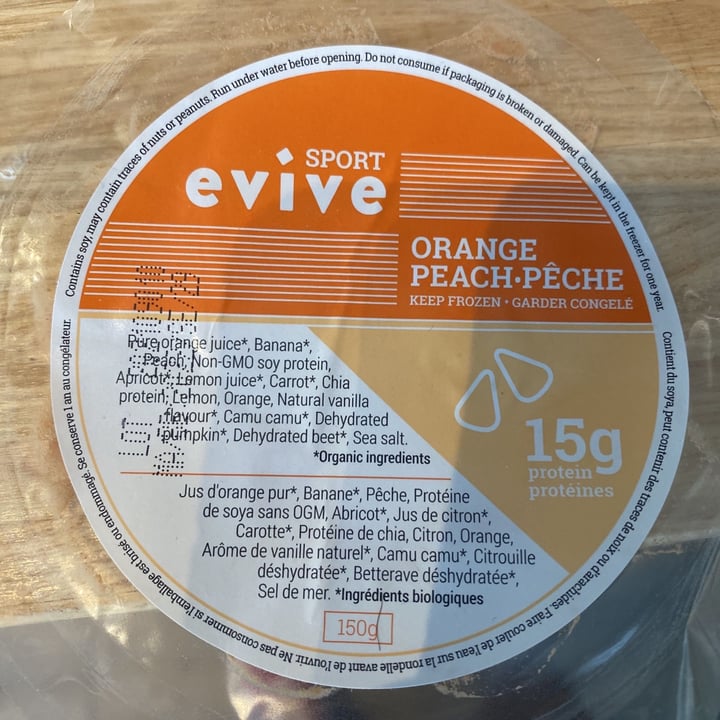 Contains soy, may contain traces of nuts or peanuts. Run under water before opening. Do not consume if packaging is broken or damaged. Can be kept in the freezer for one year.
SPORT
evive
ORANGE
PEACH·PÊCHE
KEEP FROZEN · GARDER CONGELÉ
Pure orange juice*, Banana*,
Peach, Non-GMO soy protein,
Apricot*, Lemon juice*, Carrot*, Chia
protein, Lemon, Orange, Natural vanilla
flavour*, Camu camu*, Dehydrated
pumpkin*, Dehydrated beet*, Sea salt.
*Organic ingredients
15g
protein
protéines
Jus d'orange pur*, Banane*, Pêche, Protéine
de soya sans OGM, Abricot*, Jus de citron*,
Carotte*, Protéine de chia, Citron, Orange,
Arôme de vanille naturel*, Camu camu*, Citrouille
déshydratée*, Betterave déshydratée*,
Sel de mer. *Ingrédients biologiques
150g
Contient du soya, peut contenir des traces de noix ou d'arachides. Faire couler de l'eau sur la rondelle avant de l'ouvrir. Ne pas consommer si l'emballage est brisé ou endommagé. Se conserve 1 an au congélateur.